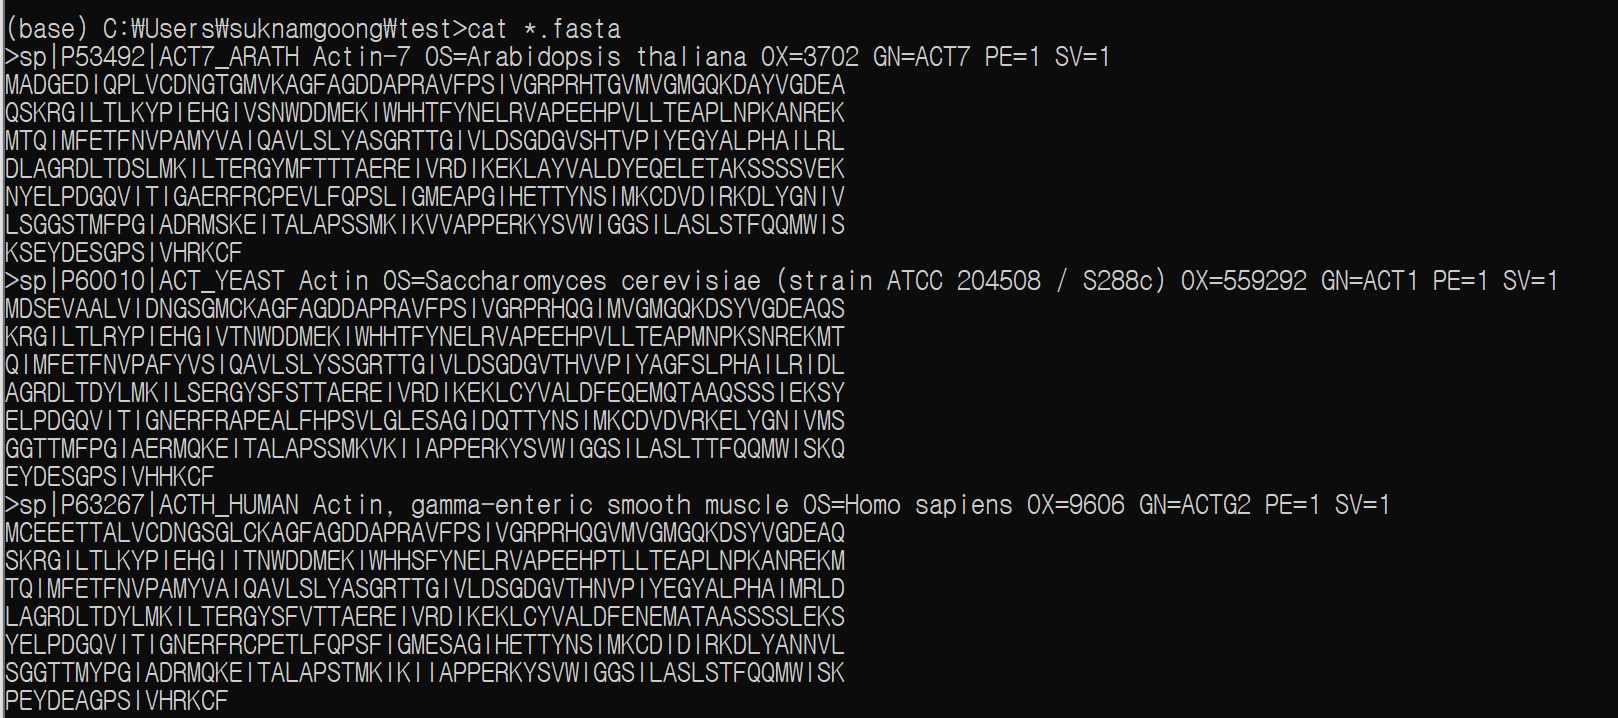 (base) C:₩Users₩suknamgoong₩test>cat *.fasta
>sp|P53492|ACT7_ARATH Actin-7 OS=Arabidopsis thaliana OX=3702 GN=ACT7 PE=1 SV=1
MADGEDIQPLVCDNGTGMVKAGFAGDDAPRAVFPSIVGRPRHTGVMVGMGQKDAYVGDEA
QSKRGILTLKYPIEHGIVSNWDDMEKIWHHTFYNELRVAPEEHPVLLTEAPLNPKANREK
MTQIMFETFNVPAMYVAIQAVLSLYASGRTTGIVLDSGDGVSHTVPIYEGYALPHAILRL
DLAGRDLTDSLMKILTERGYMFTTTAEREIVRDIKEKLAYVALDYEQELETAKSSSSVEK
NYELPDGQVITIGAERFRCPEVLFQPSLIGMEAPGIHETTYNSIMKCDVDIRKDLYGNIV
LSGGSTMFPGIADRMSKEITALAPSSMKIKVVAPPERKYSVWIGGSILASLSTFQQMWIS
KSEYDESGPSIVHRKCF
>sp|P60010|ACT_YEAST Actin OS=Saccharomyces cerevisiae (strain ATCC 204508 / S288c) OX=559292 GN=ACT1 PE=1 SV=1
MDSEVAALVIDNGSGMCKAGFAGDDAPRAVFPSIVGRPRHQGIMVGMGQKDSYVGDEAQS
KRGILTLRYPIEHGIVTNWDDMEKIWHHTFYNELRVAPEEHPVLLTEAPMNPKSNREKMT
QIMFETFNVPAFYVSIQAVLSLYSSGRTTGIVLDSGDGVTHVVPIYAGFSLPHAILRIDL
AGRDLTDYLMKILSERGYSFSTTAEREIVRDIKEKLCYVALDFEQEMQTAAQSSSIEKSY
ELPDGQVITIGNERFRAPEALFHPSVLGLESAGIDQTTYNSIMKCDVDVRKELYGNIVMS
GGTTMFPGIAERMQKEITALAPSSMKVKIIAPPERKYSVWIGGSILASLTTFQQMWISKQ
EYDESGPSIVHHKCF
>sp|P63267|ACTH_HUMAN Actin, gamma-enteric smooth muscle OS=Homo sapiens OX=9606 GN=ACTG2 PE=1 SV=1
MCEEETTALVCDNGSGLCKAGFAGDDAPRAVFPSIVGRPRHQGVMVGMGQKDSYVGDEAQ
SKRGILTLKYPIEHGIITNWDDMEKIWHHSFYNELRVAPEEHPTLLTEAPLNPKANREKM
TQIMFETFNVPAMYVAIQAVLSLYASGRTTGIVLDSGDGVTHNVPIYEGYALPHAIMRLD
LAGRDLTDYLMKILTERGYSFVTTAEREIVRDIKEKLCYVALDFENEMATAASSSSLEKS
YELPDGQVITIGNERFRCPETLFQPSFIGMESAGIHETTYNSIMKCDIDIRKDLYANNVL
SGGTTMYPGIADRMQKEITALAPSTMKIKIIAPPERKYSVWIGGSILASLSTFQQMWISK
PEYDEAGPSIVHRKCF